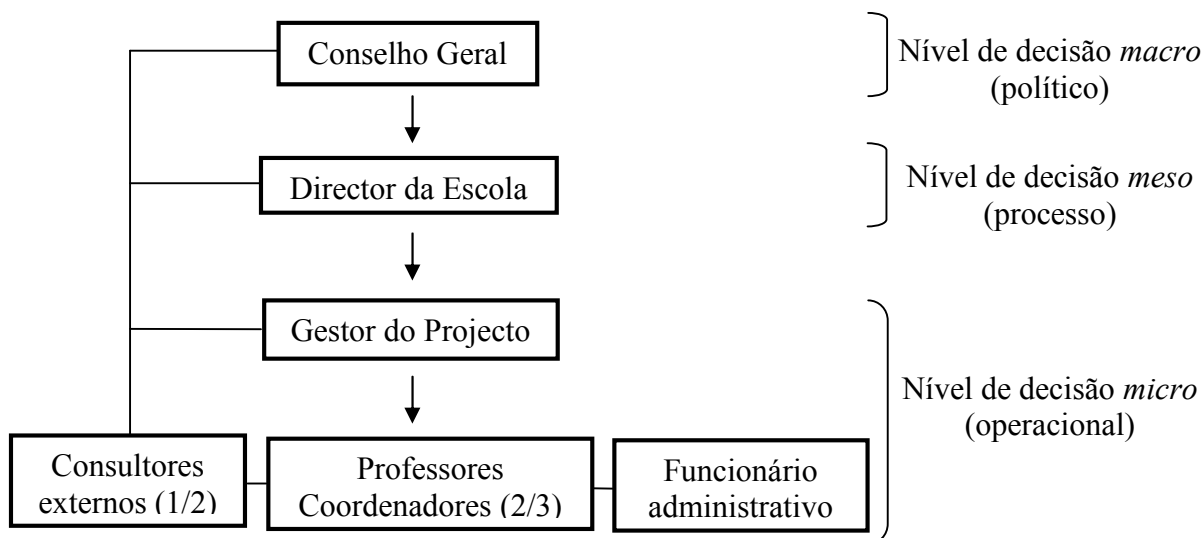 Conselho Geral
Nível de decisão macro
(político)
Director da Escola
Nível de decisão meso
(processo)
Gestor do Projecto
Nível de decisão micro
(operacional)
Consultores
externos (1/2)
Professores
Coordenadores (2/3)
Funcionário
administrativo